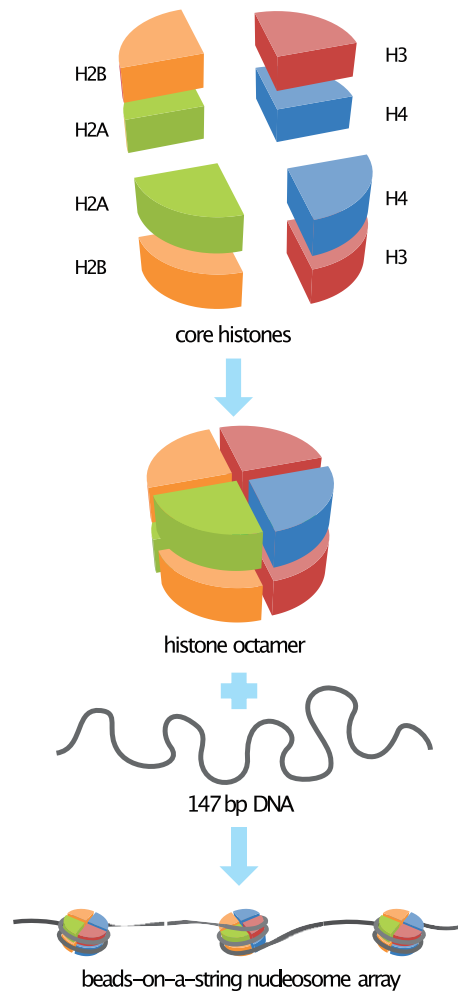 H2B
H3
H2A
H4
H2A
H4
H2B
H3
core histones
histone octamer
147 bp DNA
beads-on-a-string nucleosome array